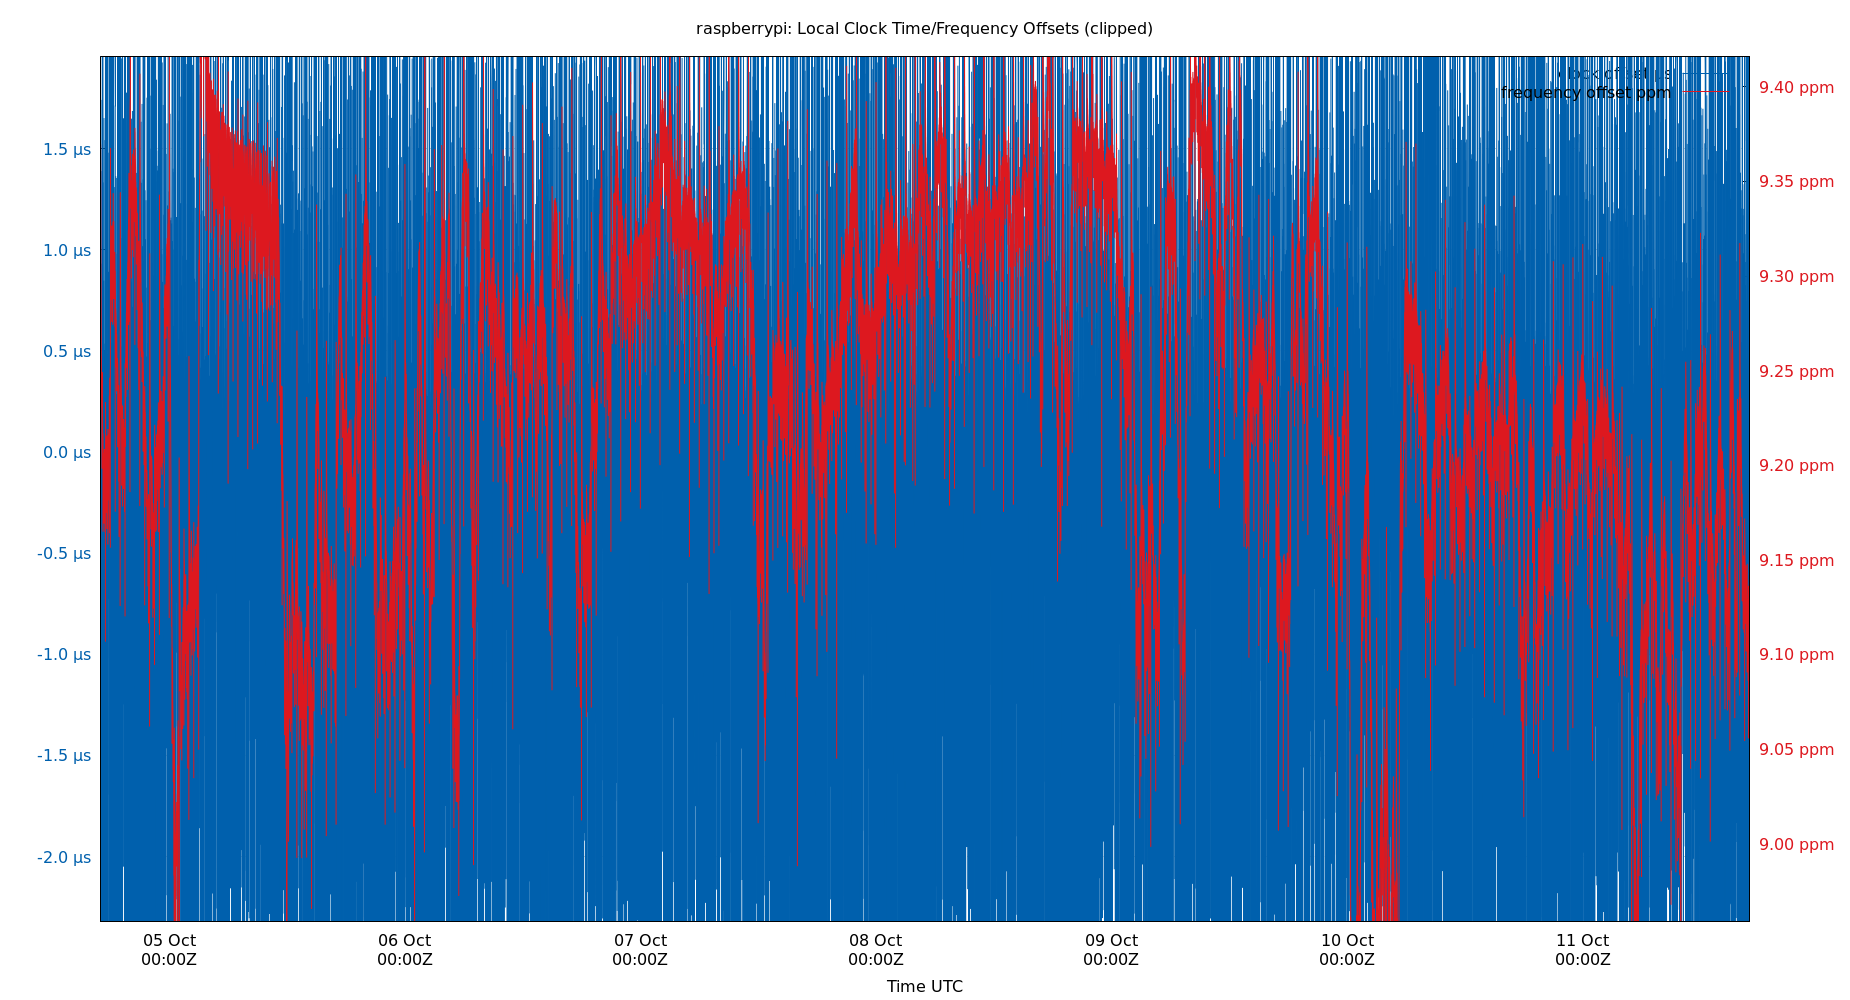 raspberrypi: Local Clock Time/Frequency Offsets (clipped)
clock offset µs
frequency offset ppm
1.5 µs
1.0 µs
0.5 µs
0.0 µs
-0.5 µs
-1.0 µs
-1.5 µs
-2.0 µs
9.40 ppm
9.35 ppm
9.30 ppm
9.25 ppm
9.20 ppm
9.15 ppm
9.10 ppm
9.05 ppm
9.00 ppm
05 Oct 06 Oct 07 Oct 08 Oct 09 Oct 10 Oct 11 Oct
00:00Z 00:00Z 00:00Z 00:00Z 00:00Z 00:00Z 00:00Z
Time UTC